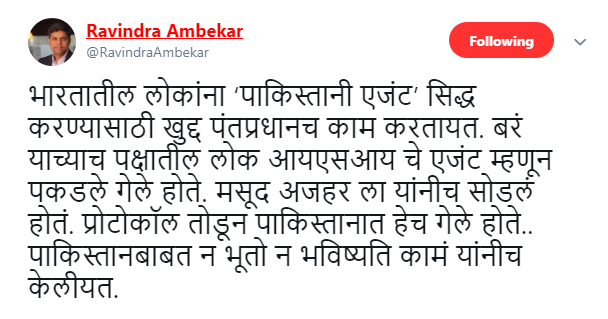 Ravindra Ambekar
@RavindraAmbekar
Following
भारतातील लोकांना ‘पाकिस्तानी एजंट’ सिद्ध
करण्यासाठी खुद्द पंतप्रधानच काम करतायत. बरं
याच्याच पक्षातील लोक आयएसआय चे एजंट म्हणून
पकडले गेले होते. मसूद अजहर ला यांनीच सोडलं
होतं. प्रोटोकॉल तोडून पाकिस्तानात हेच गेले होते..
पाकिस्तानबाबत न भूतो न भविष्यति कामं यांनीच
केलीयत.